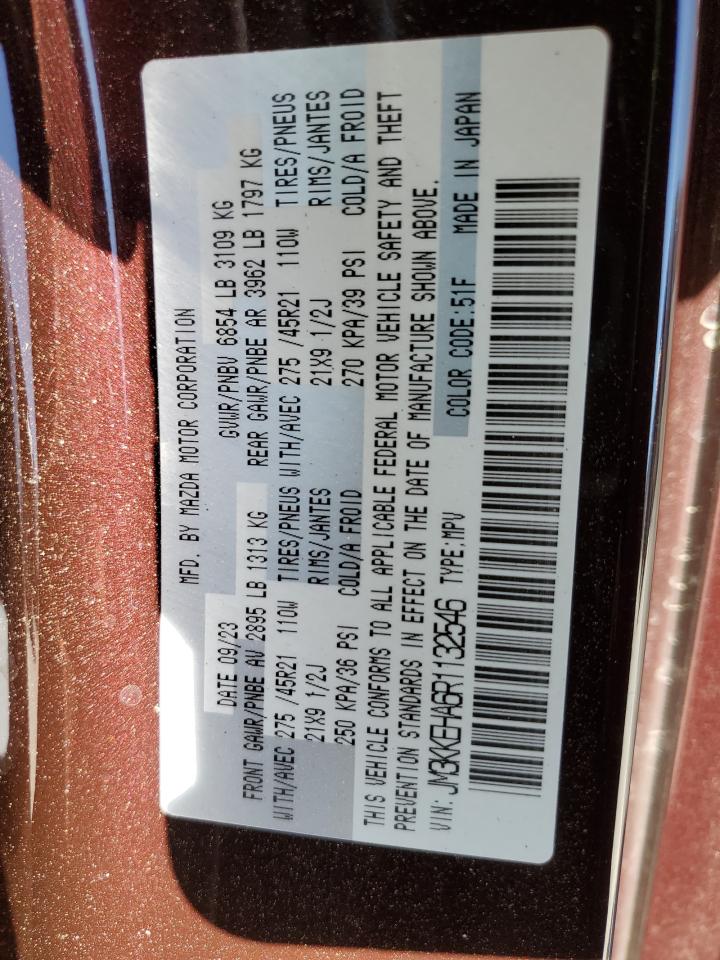 MFD. BY MAZDA MOTOR CORPORATION
DATE 09/23 GVWR/PNBV 6854 LB 3109 KG
FRONT GAWR/PNBE AV 2895 LB 1313 KG REAR GAWR/PNBE AR 3962 LB 1797 KG
WITH/AVEC 275 /45R21 110W TIRES/PNEUS WITH/AVEC 275 /45R21 110W TIRES/PNEUS
21X9 1/2J RIMS/JANTES 21X9 1/2J RIMS/JANTES
250 KPA/36 PSI COLD/A FROID 270 KPA/39 PSI COLD/A FROID
THIS VEHICLE CONFORMS TO ALL APPLICABLE FEDERAL MOTOR VEHICLE SAFETY AND THEFT
PREVENTION STANDARDS IN EFFECT ON THE DATE OF MANUFACTURE SHOWN ABOVE.
VIN: JM3KKEHA6R1132546 TYPE:MPV COLOR CODE:51F MADE IN JAPAN